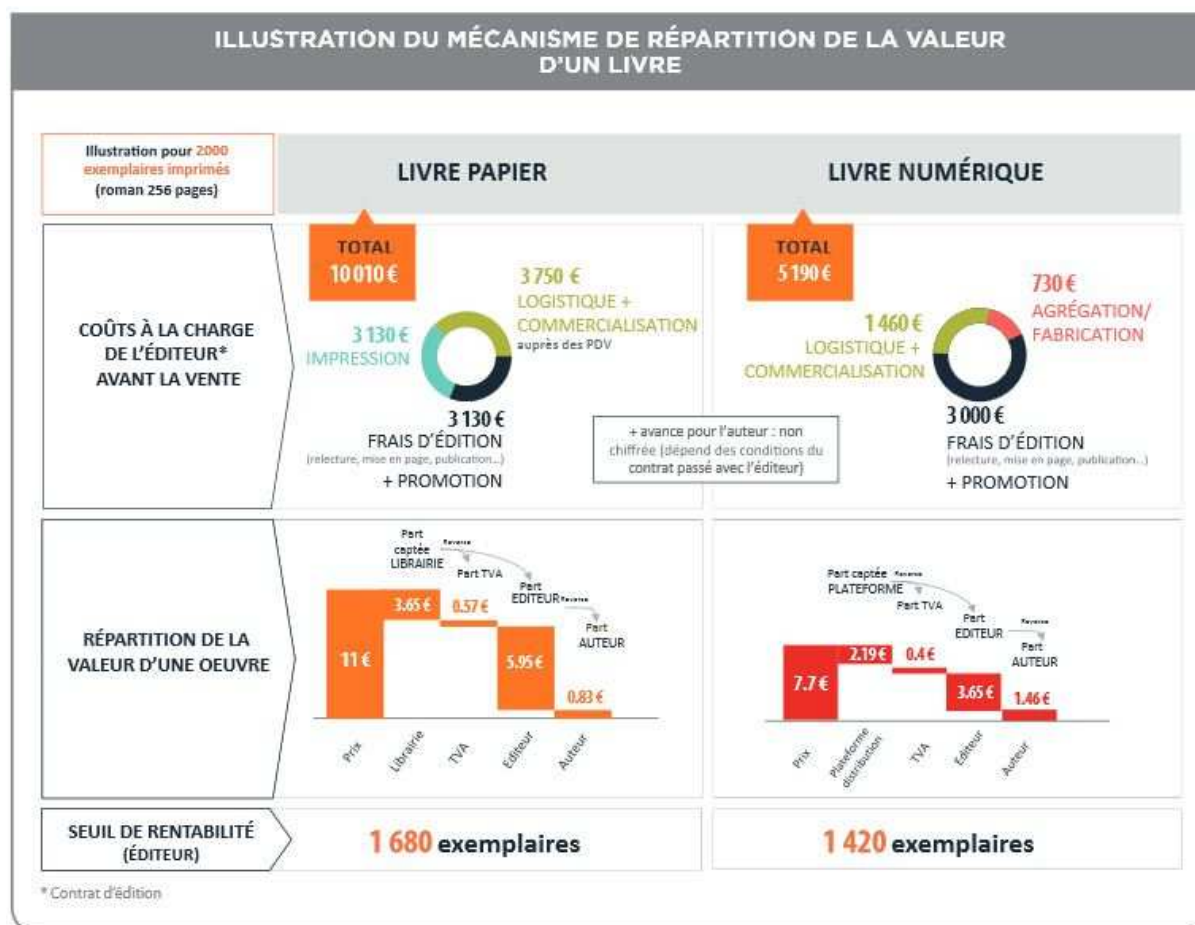 ILLUSTRATION DU MÉCANISME DE RÉPARTITION DE LA VALEUR
D'UN LIVRE
Illustration pour 2000
exemplaires imprimés
(roman 256 pages)
LIVRE PAPIER
LIVRE NUMÉRIQUE
COÛTS À LA CHARGE
DE L'ÉDITEUR*
AVANT LA VENTE
TOTAL
10 010 €
3 750 €
LOGISTIQUE +
COMMERCIALISATION
auprès des PDV
3 130 €
IMPRESSION
3 130 €
FRAIS D'ÉDITION
(relecture, mise en page, publication...)
+ PROMOTION
+ avance pour l'auteur : non
chiffrée (dépend des conditions du
contrat passé avec l'éditeur)
TOTAL
5 190 €
730 €
AGRÉGATION/
FABRICATION
1 460 €
LOGISTIQUE +
COMMERCIALISATION
3 000 €
FRAIS D'ÉDITION
(relecture, mise en page, publication...)
+ PROMOTION
RÉPARTITION DE LA
VALEUR D'UNE OEUVRE
Part
captée
LIBRAIRIE
Reverse
Part TVA
Part
EDITEUR
Reverse
Part
AUTEUR
11 €
3.65 €
0.57 €
5.95 €
0.83 €
Prix
Librairie
TVA
Editeur
Auteur
Part captée
PLATEFORME
Reverse
Part TVA
Part
EDITEUR
Reverse
Part
AUTEUR
7.7 €
2.19 €
0.4 €
3.65 €
1.46 €
Prix
Plateforme
distribution
TVA
Editeur
Auteur
SEUIL DE RENTABILITÉ
(ÉDITEUR)
1 680 exemplaires
1 420 exemplaires
* Contrat d'édition